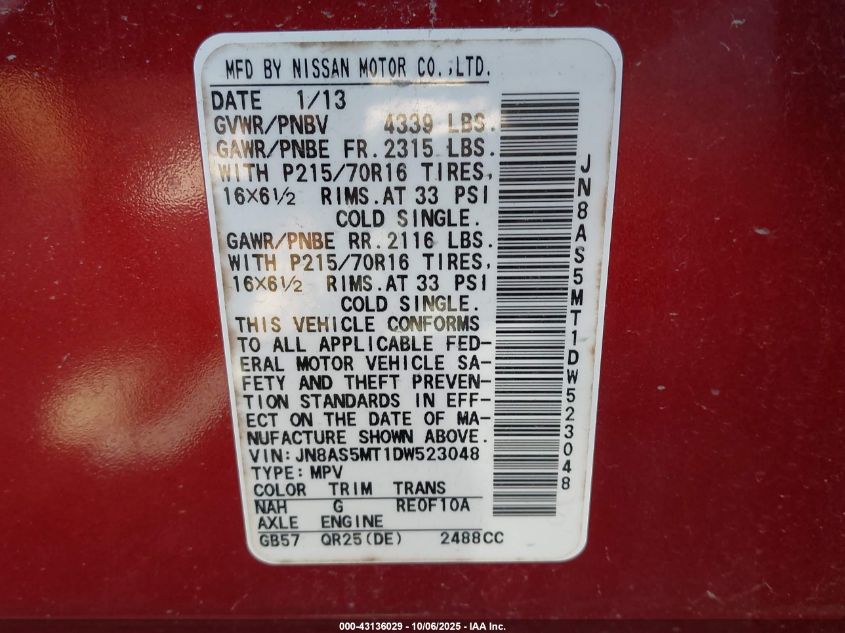 MFD BY NISSAN MOTOR CO.,LTD.
DATE 1/13
GVWR/PNBV 4339 LBS.
GAWR/PNBE FR. 2315 LBS.
WITH P215/70R16 TIRES,
16×6½ RIMS. AT 33 PSI
COLD SINGLE.
GAWR/PNBE RR. 2116 LBS.
WITH P215/70R16 TIRES,
16×6½ RIMS. AT 33 PSI
COLD SINGLE.
THIS VEHICLE CONFORMS
TO ALL APPLICABLE FED-
ERAL MOTOR VEHICLE SA-
FETY AND THEFT PREVEN-
TION STANDARDS IN EFF-
ECT ON THE DATE OF MA-
NUFACTURE SHOWN ABOVE.
VIN: JN8AS5MT1DW523048
TYPE: MPV
COLOR TRIM TRANS
NAH G RE0F10A
AXLE ENGINE
GB57 QR25(DE) 2488CC
JN8AS5MT1DW523048
000-43136029 - 10/06/2025 - IAA Inc.